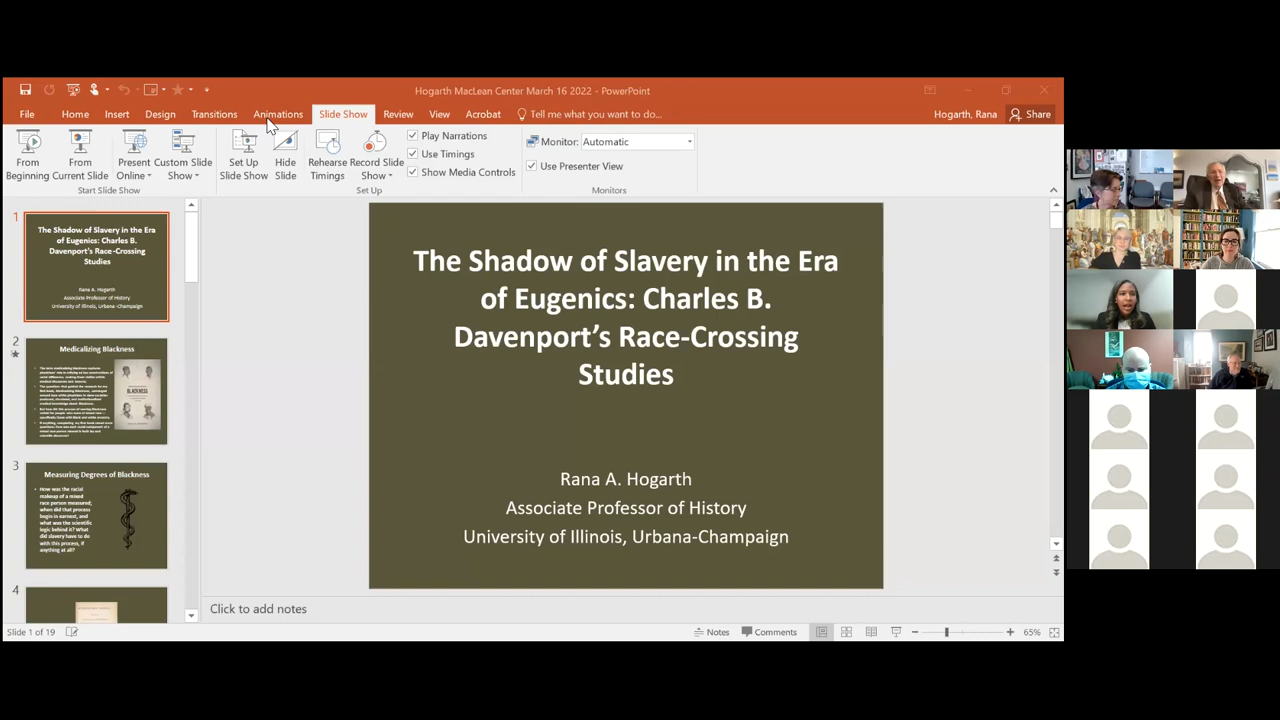 Hogarth MacLean Center March 16 2022 - PowerPoint
File Home Insert Design Transitions Animations Slide Show Review View Acrobat Tell me what you want to do... Hogarth, Rana Share
From Beginning
From Current Slide
Present Online
Custom Slide Show
Start Slide Show
Set Up Slide Show
Hide Slide
Rehearse Timings
Record Slide Show
Play Narrations
Use Timings
Show Media Controls
Set Up
Monitor: Automatic
Use Presenter View
Monitors
1
The Shadow of Slavery in the Era
of Eugenics: Charles B.
Davenport's Race-Crossing
Studies
Rana A. Hogarth
Associate Professor of History
University of Illinois, Urbana-Champaign
2
Medicalizing Blackness
BLACKNESS
3
Measuring Degrees of Blackness
• How was the racial
makeup of a mixed
race person measured,
when did that process
begin in earnest, and
what was the scientific
logic behind it? What
did slavery have to do
with this process, if
anything at all?
4
The Shadow of Slavery in the Era
of Eugenics: Charles B.
Davenport’s Race-Crossing
Studies
Rana A. Hogarth
Associate Professor of History
University of Illinois, Urbana-Champaign
Click to add notes
Slide 1 of 19
Notes
Comments
65%